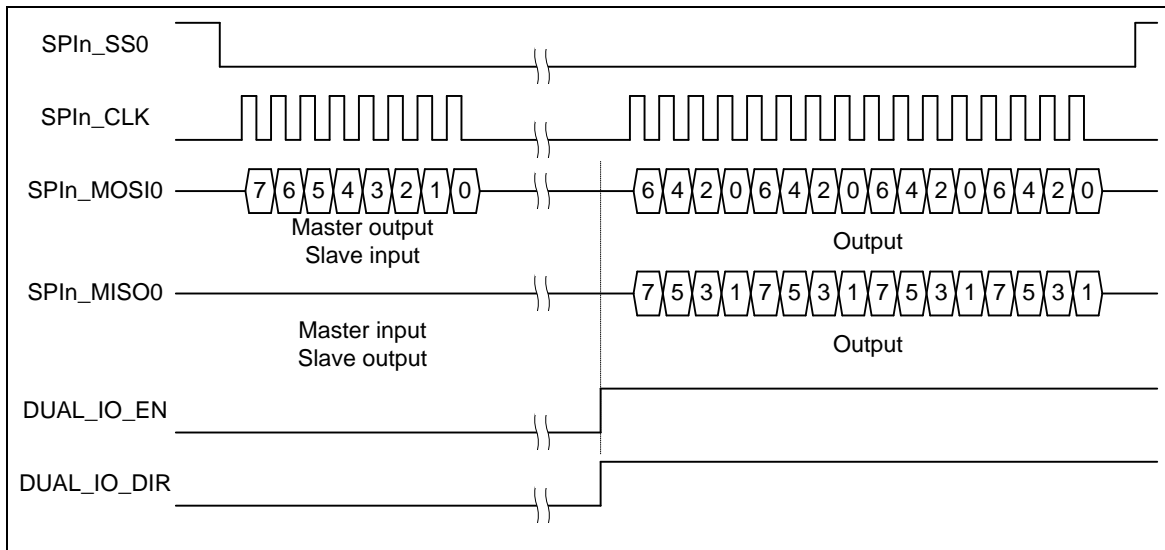 SPIn_SS0
SPIn_CLK
SPIn_MOSI0 7 6 5 4 3 2 1 0 6 4 2 0 6 4 2 0 6 4 2 0 6 4 2 0
Master output
Slave input
Output
SPIn_MISO0 7 5 3 1 7 5 3 1 7 5 3 1 7 5 3 1
Master input
Slave output
Output
DUAL_IO_EN
DUAL_IO_DIR